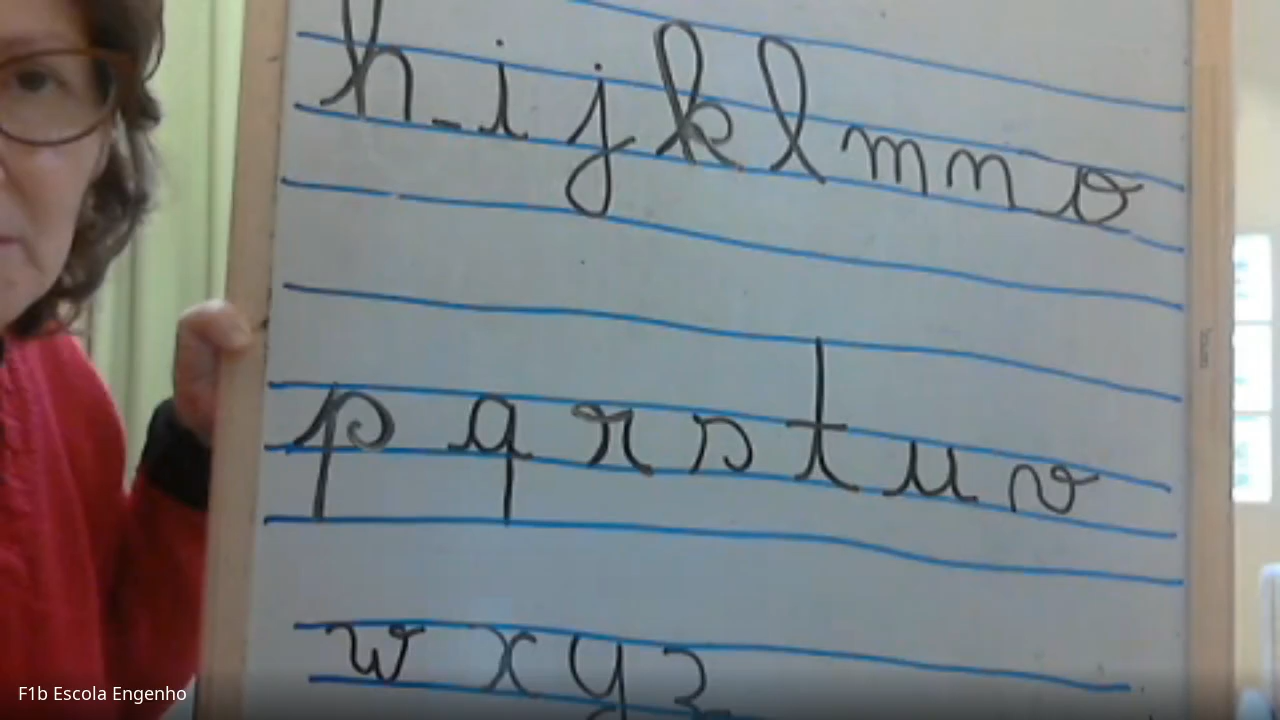 h i j k l m n o
p q r s t u v
w x y z
F1b Escola Engenho